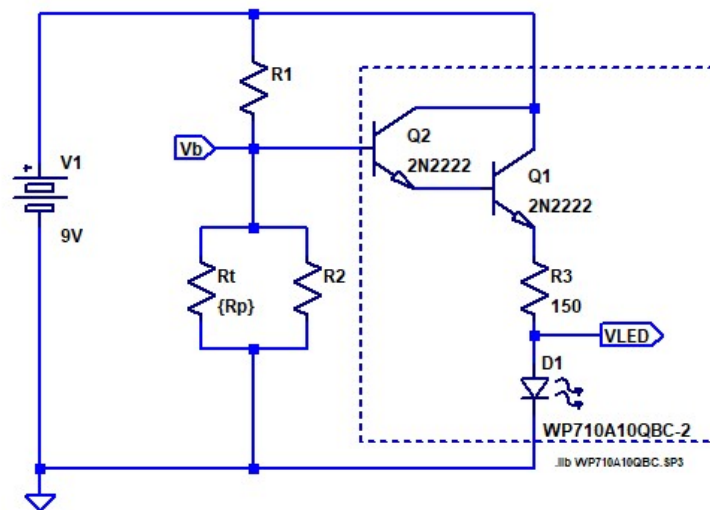 R1
Vb
Q2
2N2222
V1
+
9V
Q1
2N2222
Rt
{Rp}
R2
R3
150
VLED
D1
WP710A10QBC-2
.lib WP710A10QBC.SP3